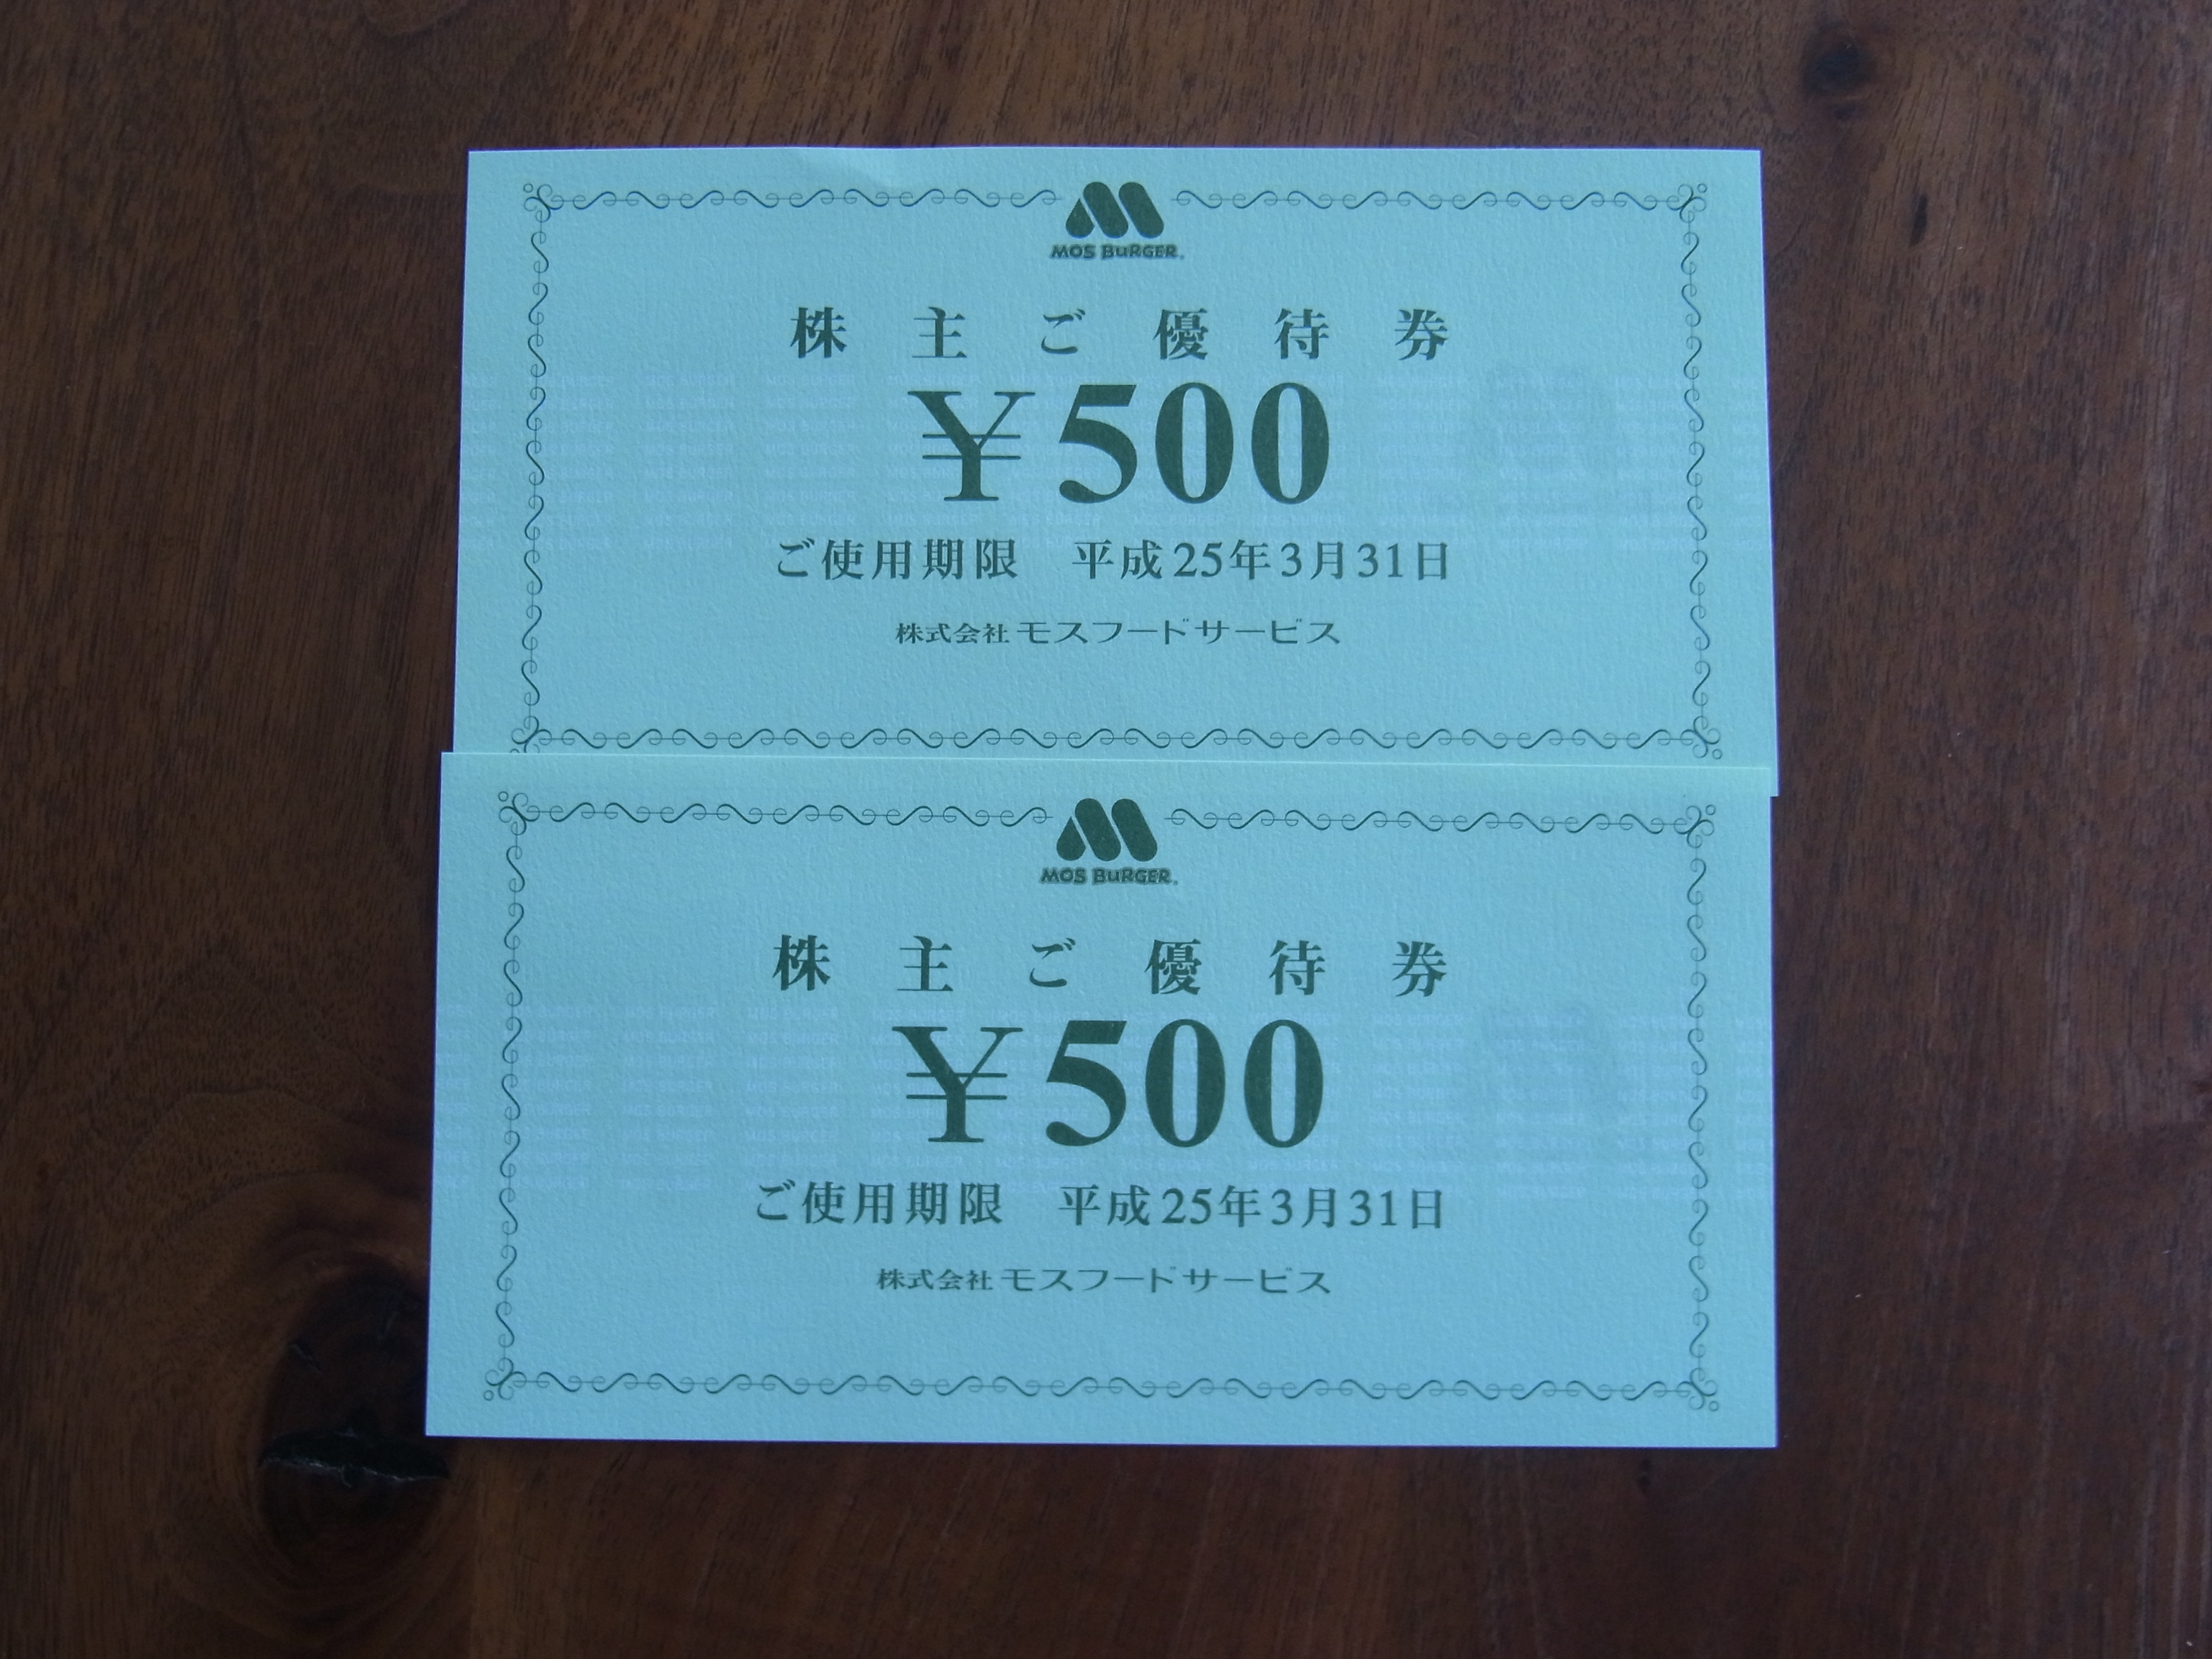 MOS BURGER
株主ご優待券
￥500
ご使用期限 平成25年3月31日
株式会社モスフードサービス
MOS BURGER
株主ご優待券
￥500
ご使用期限 平成25年3月31日
株式会社モスフードサービス